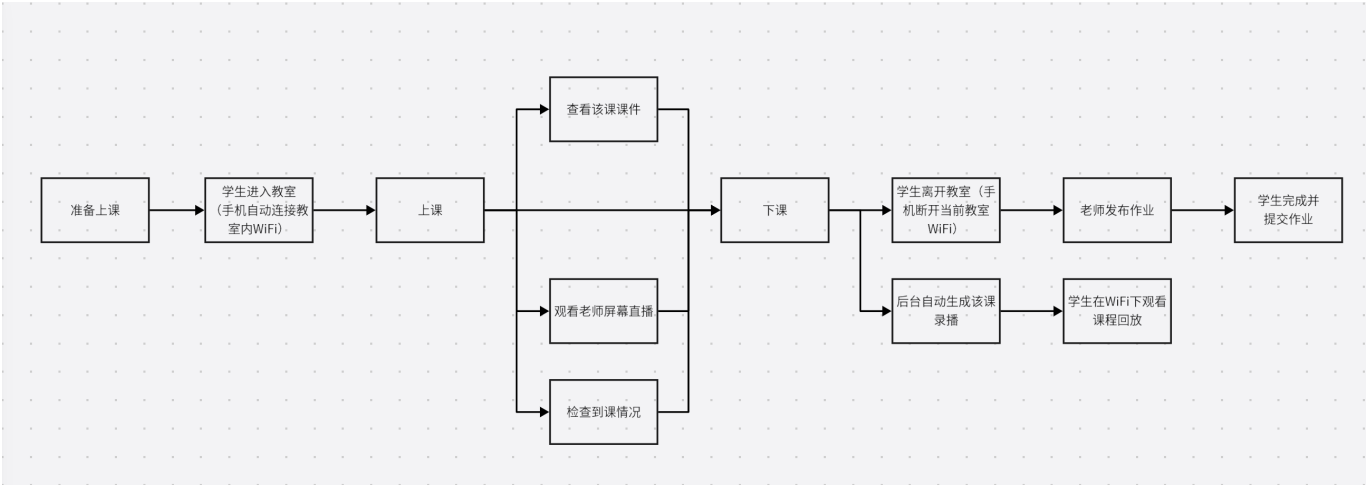 准备上课
学生进入教室
（手机自动连接教
室内WiFi）
上课
查看该课课件
观看老师屏幕直播
检查到课情况
下课
学生离开教室（手
机断开当前教室
WiFi）
老师发布作业
学生完成并
提交作业
后台自动生成该课
录播
学生在WiFi下观看
课程回放